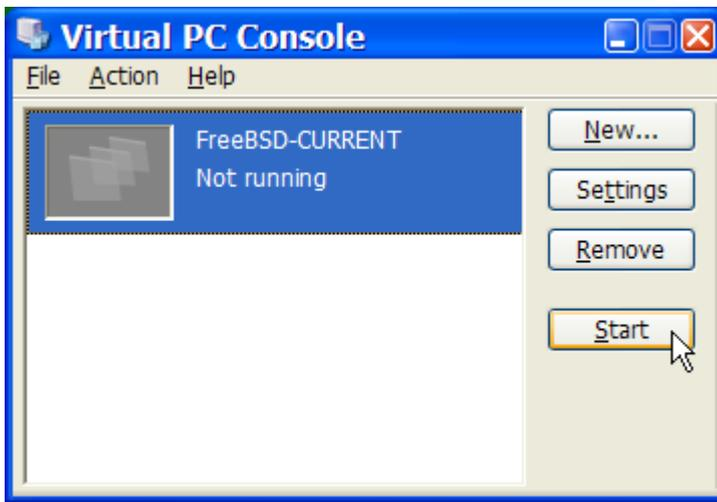 Virtual PC Console
File Action Help
FreeBSD-CURRENT
Not running
New...
Settings
Remove
Start